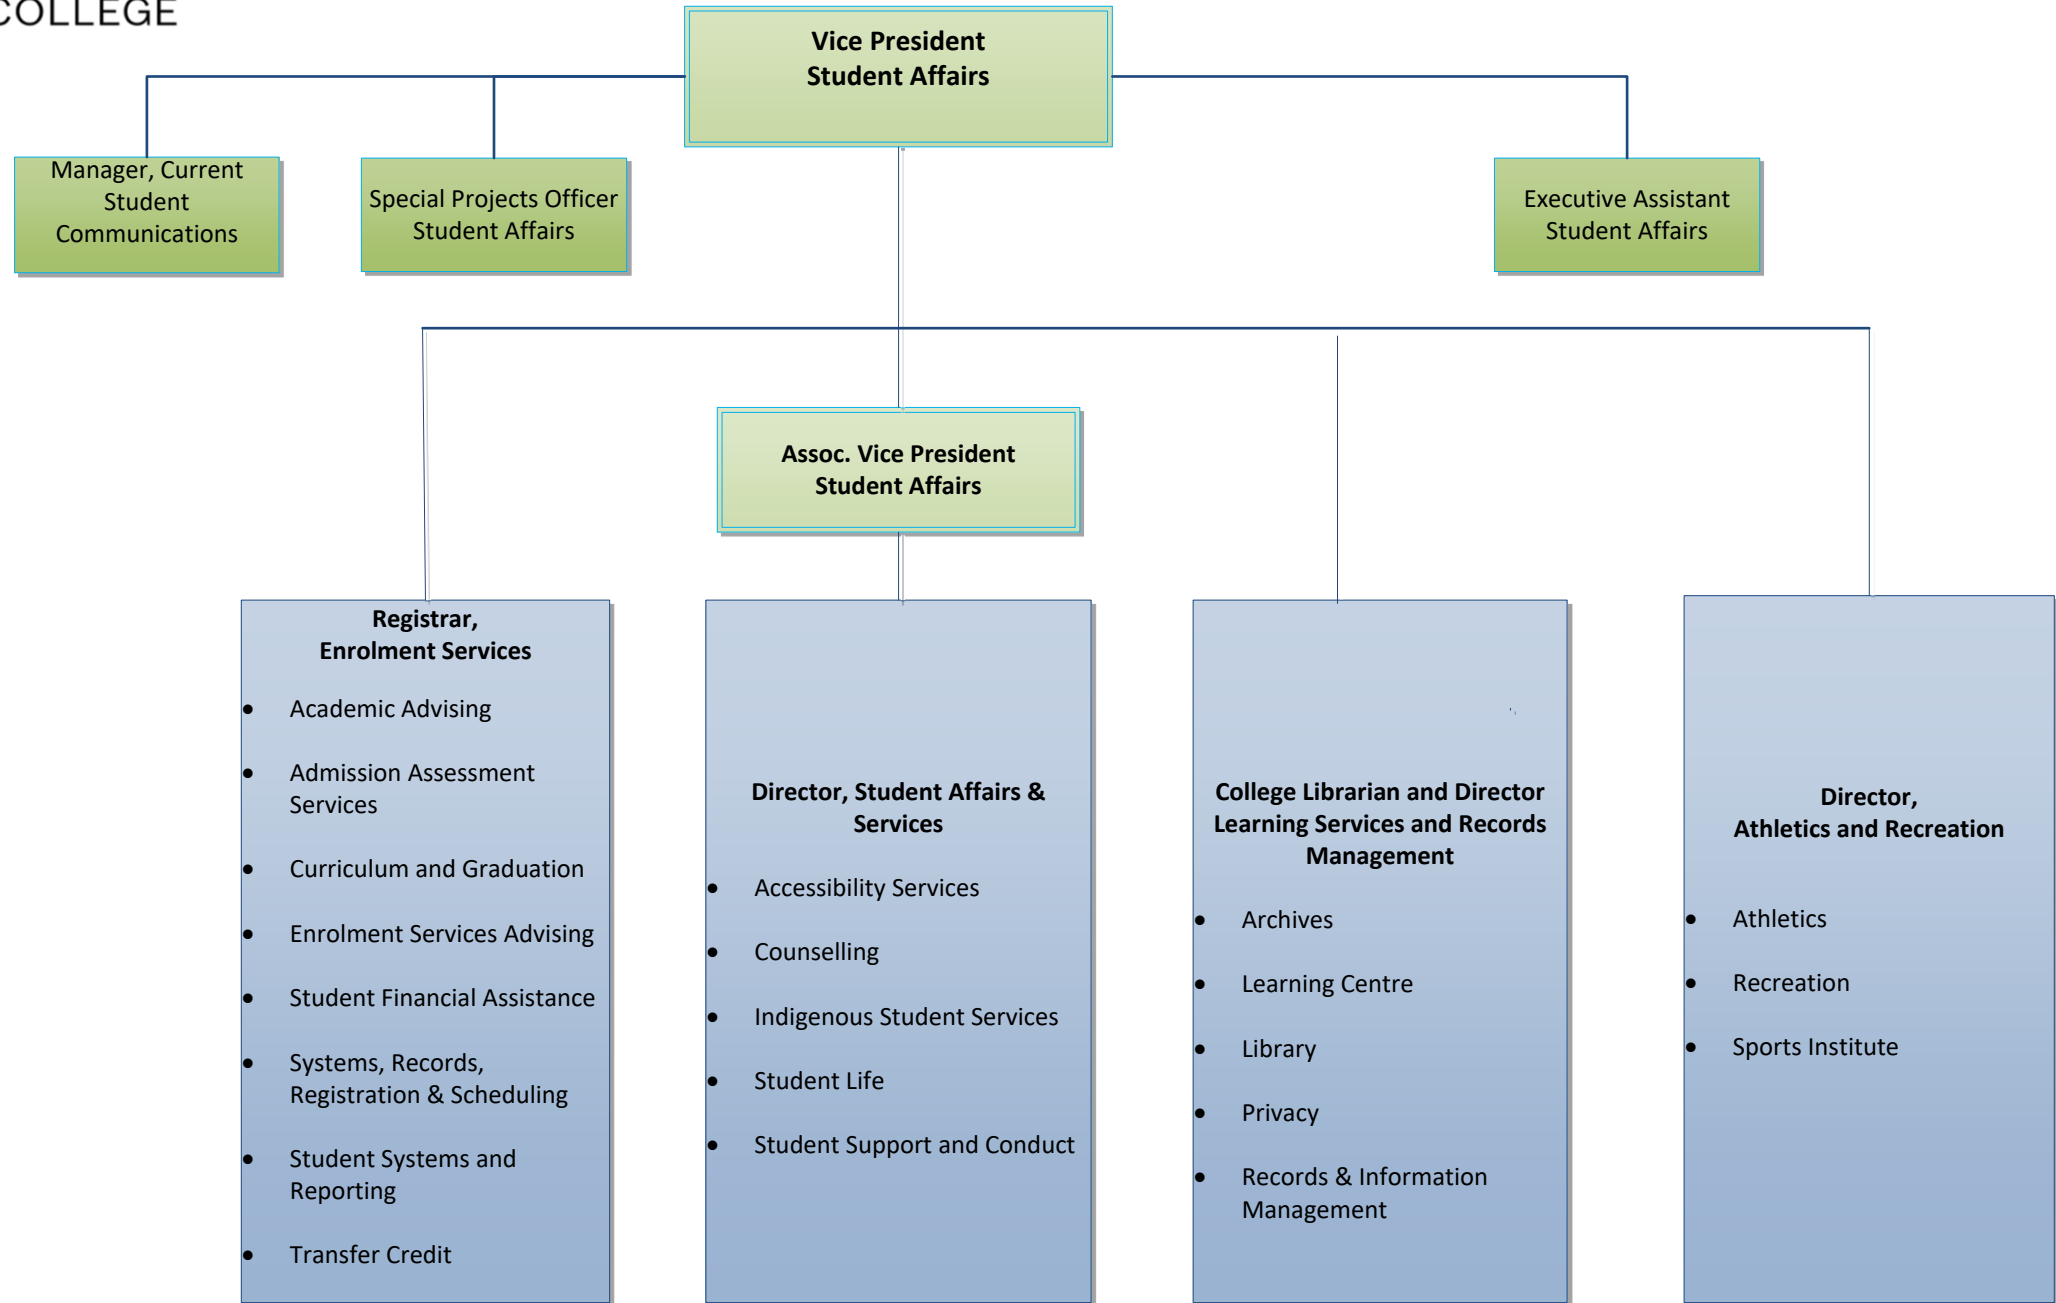 COLLEGE
Vice President
Student Affairs
Manager, Current
Student
Communications
Special Projects Officer
Student Affairs
Executive Assistant
Student Affairs
Assoc. Vice President
Student Affairs
Registrar,
Enrolment Services
• Academic Advising
• Admission Assessment
Services
• Curriculum and Graduation
• Enrolment Services Advising
• Student Financial Assistance
• Systems, Records,
Registration & Scheduling
• Student Systems and
Reporting
• Transfer Credit
Director, Student Affairs &
Services
• Accessibility Services
• Counselling
• Indigenous Student Services
• Student Life
• Student Support and Conduct
College Librarian and Director
Learning Services and Records
Management
• Archives
• Learning Centre
• Library
• Privacy
• Records & Information
Management
Director,
Athletics and Recreation
• Athletics
• Recreation
• Sports Institute